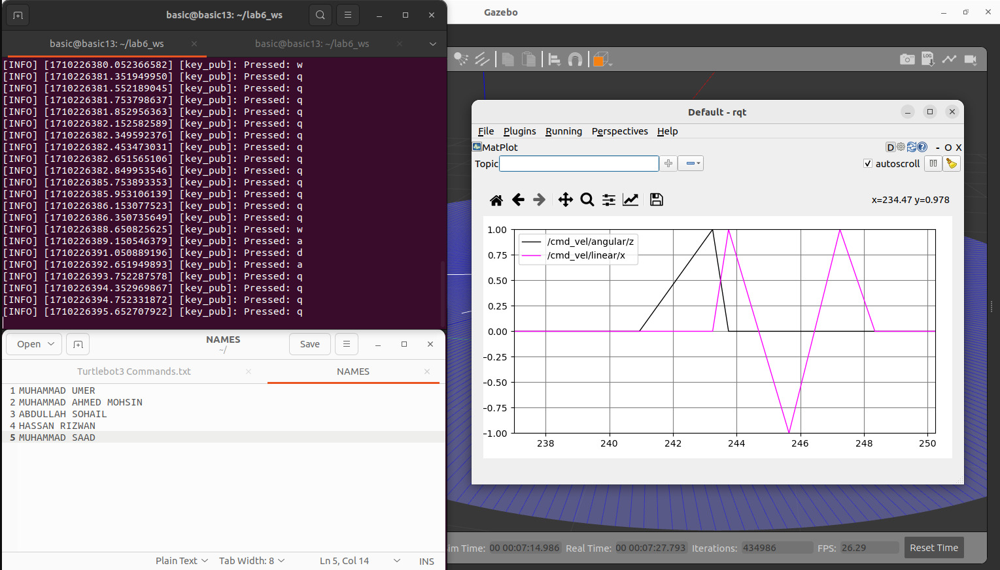 basic@basic13: ~/lab6_ws
basic@basic13: ~/lab6_ws
basic@basic13: ~/lab6_ws
[INFO] [1710226380.052366582] [key_pub]: Pressed: w
[INFO] [1710226381.351949950] [key_pub]: Pressed: q
[INFO] [1710226381.552189045] [key_pub]: Pressed: q
[INFO] [1710226381.753798637] [key_pub]: Pressed: q
[INFO] [1710226381.852956363] [key_pub]: Pressed: q
[INFO] [1710226382.152582589] [key_pub]: Pressed: q
[INFO] [1710226382.349592376] [key_pub]: Pressed: q
[INFO] [1710226382.453473031] [key_pub]: Pressed: q
[INFO] [1710226382.651565106] [key_pub]: Pressed: q
[INFO] [1710226382.849953546] [key_pub]: Pressed: q
[INFO] [1710226385.753893353] [key_pub]: Pressed: q
[INFO] [1710226385.953106139] [key_pub]: Pressed: q
[INFO] [1710226386.153077523] [key_pub]: Pressed: q
[INFO] [1710226386.350735649] [key_pub]: Pressed: q
[INFO] [1710226388.650825625] [key_pub]: Pressed: w
[INFO] [1710226389.150546379] [key_pub]: Pressed: a
[INFO] [1710226391.050889196] [key_pub]: Pressed: d
[INFO] [1710226392.651949893] [key_pub]: Pressed: a
[INFO] [1710226393.752287578] [key_pub]: Pressed: q
[INFO] [1710226394.352969867] [key_pub]: Pressed: q
[INFO] [1710226394.752331872] [key_pub]: Pressed: q
[INFO] [1710226395.652707922] [key_pub]: Pressed: q
Open
NAMES
~/
Save
Turtlebot3 Commands.txt
NAMES
1 MUHAMMAD UMER
2 MUHAMMAD AHMED MOHSIN
3 ABDULLAH SOHAIL
4 HASSAN RIZWAN
5 MUHAMMAD SAAD
Plain Text
Tab Width: 8
Ln 5, Col 14
INS
Gazebo
LOG
Default - rqt
File Plugins Running Perspectives Help
MatPlot
D
- O X
Topic
autoscroll
x=234.47 y=0.978
/cmd_vel/angular/z
/cmd_vel/linear/x
1.00
0.75
0.50
0.25
0.00
−0.25
−0.50
−0.75
−1.00
238 240 242 244 246 248 250
im Time: 00 00:07:14.986 Real Time: 00 00:07:27.793 Iterations: 434986 FPS: 26.29 Reset Time